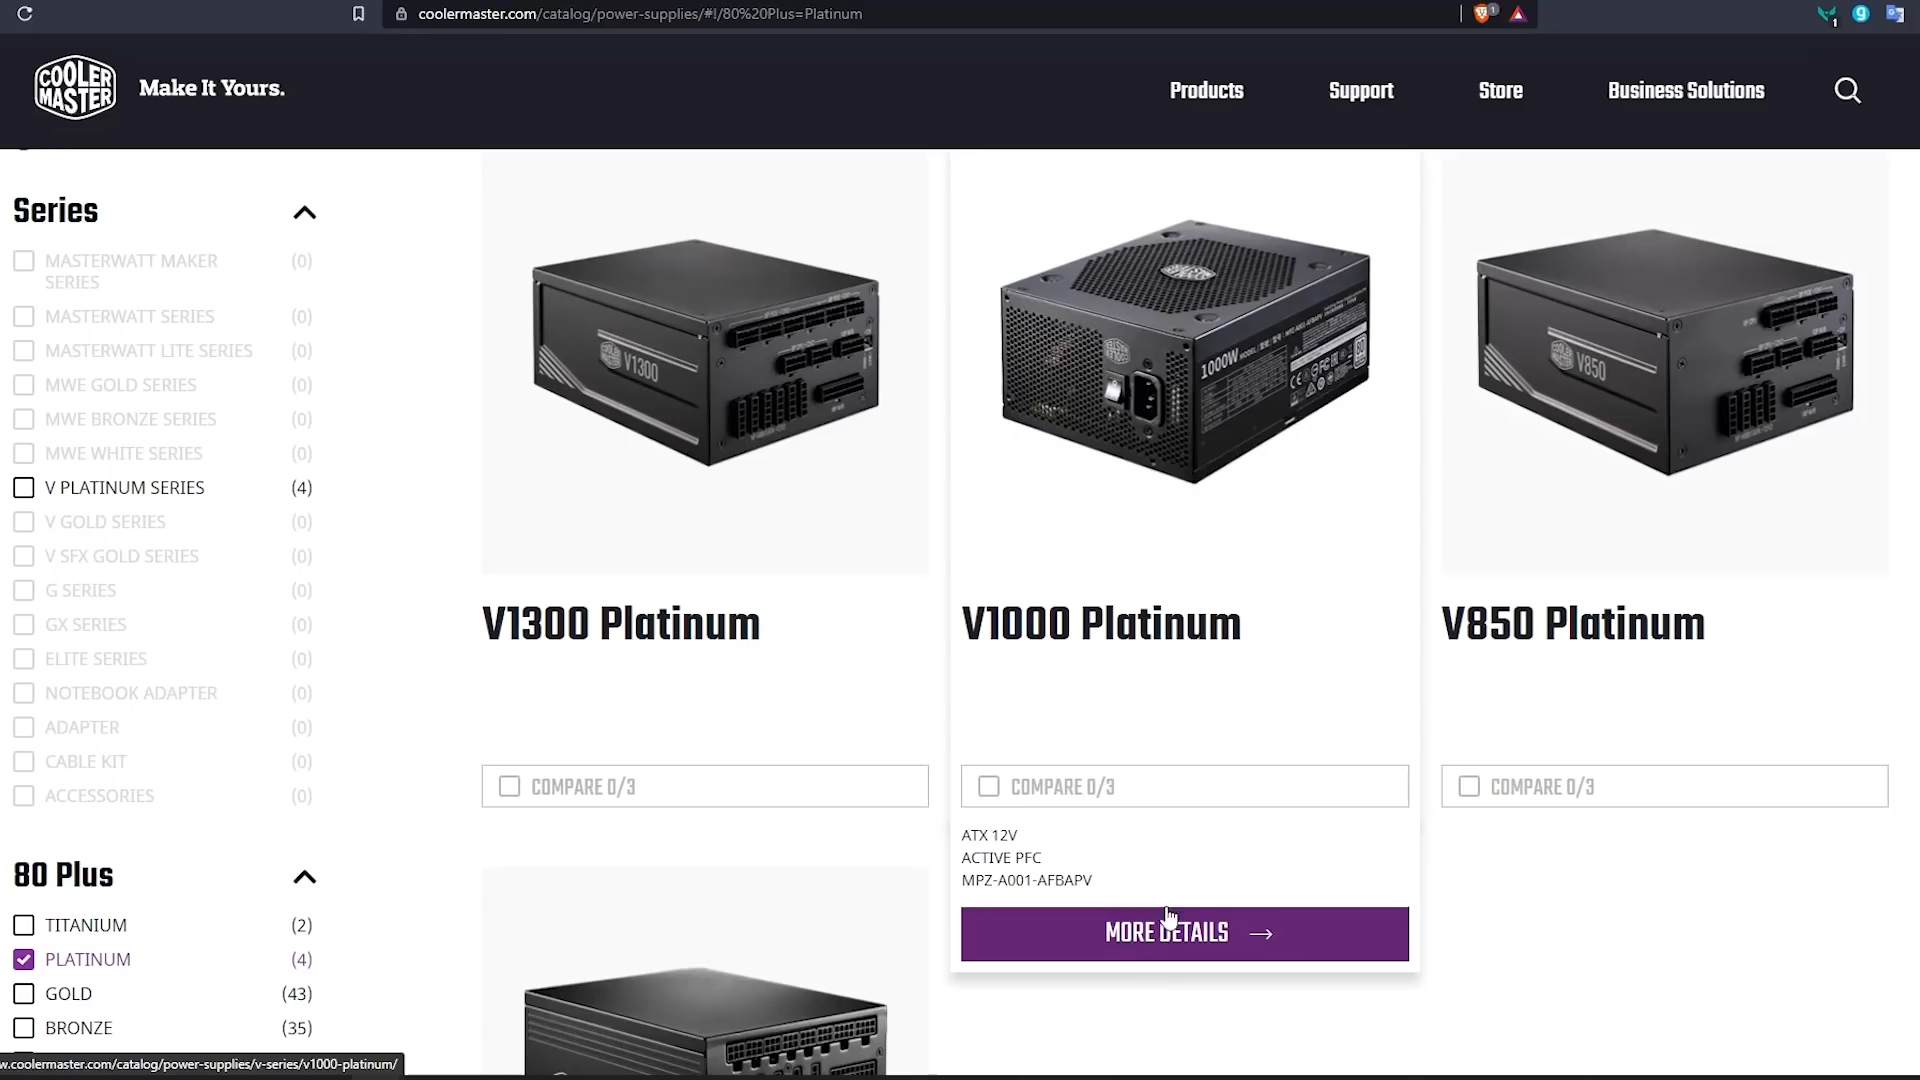 coolermaster.com/catalog/power-supplies/#!/80%20Plus=Platinum
1
1
COOLER
MASTER
Make It Yours.
Products
Support
Store
Business Solutions
Series
MASTERWATT MAKER
SERIES
(0)
MASTERWATT SERIES
(0)
MASTERWATT LITE SERIES
(0)
MWE GOLD SERIES
(0)
MWE BRONZE SERIES
(0)
MWE WHITE SERIES
(0)
V PLATINUM SERIES
(4)
V GOLD SERIES
(0)
V SFX GOLD SERIES
(0)
G SERIES
(0)
GX SERIES
(0)
ELITE SERIES
(0)
NOTEBOOK ADAPTER
(0)
ADAPTER
(0)
CABLE KIT
(0)
ACCESSORIES
(0)
80 Plus
TITANIUM
(2)
PLATINUM
(4)
GOLD
(43)
BRONZE
(35)
V1300
1000W
V850
V1300 Platinum
V1000 Platinum
V850 Platinum
COMPARE 0/3
COMPARE 0/3
COMPARE 0/3
ATX 12V
ACTIVE PFC
MPZ-A001-AFBAPV
MORE DETAILS
w.coolermaster.com/catalog/power-supplies/v-series/v1000-platinum/